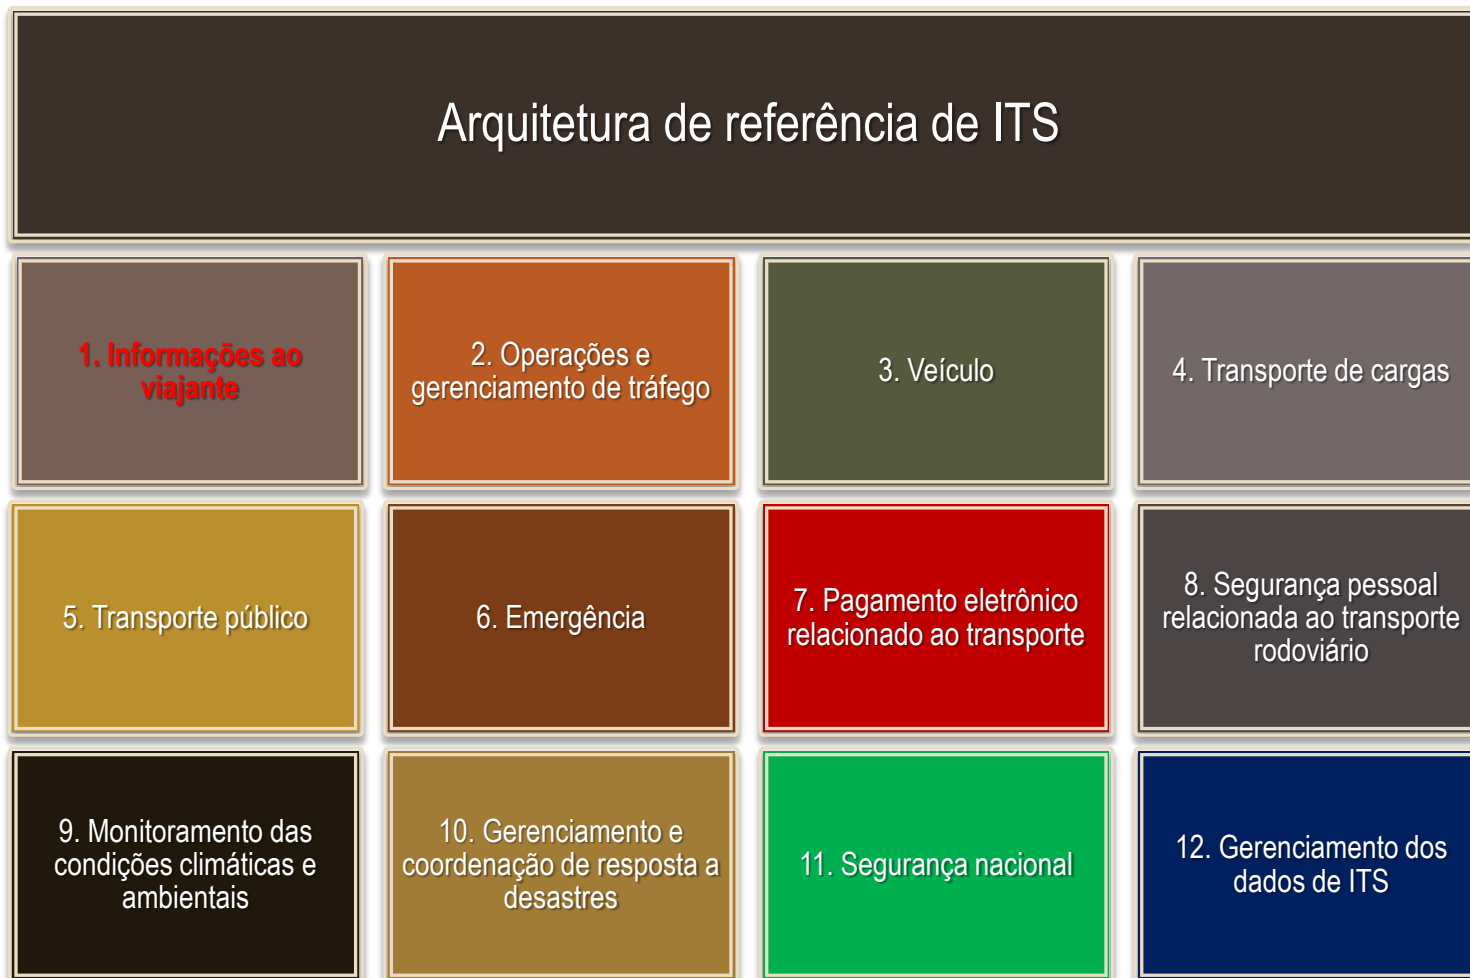 Arquitetura de referência de ITS
1. Informações ao
viajante
2. Operações e
gerenciamento de tráfego
3. Veículo
4. Transporte de cargas
5. Transporte público
6. Emergência
7. Pagamento eletrônico
relacionado ao transporte
8. Segurança pessoal
relacionada ao transporte
rodoviário
9. Monitoramento das
condições climáticas e
ambientais
10. Gerenciamento e
coordenação de resposta a
desastres
11. Segurança nacional
12. Gerenciamento dos
dados de ITS